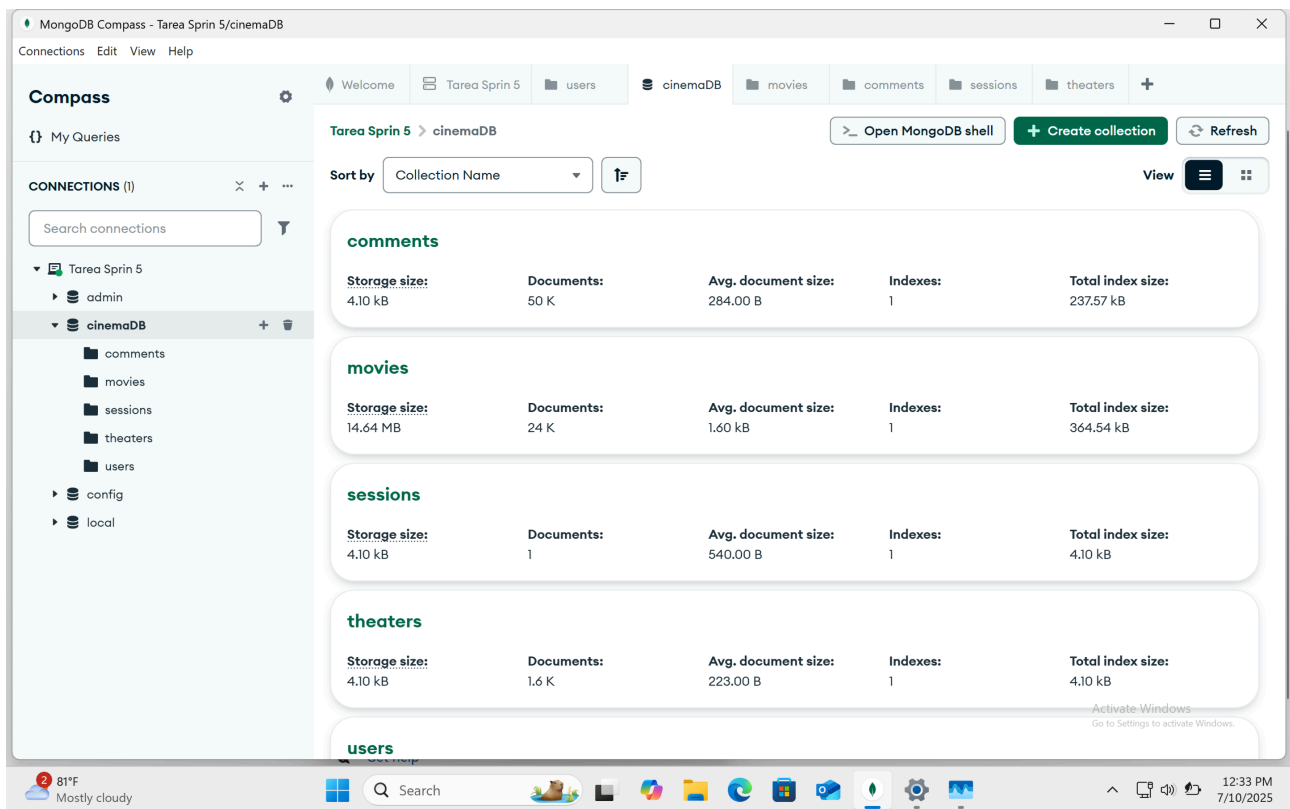 MongoDB Compass - Tarea Sprin 5/cinemaDB
Connections Edit View Help
Compass
{} My Queries
CONNECTIONS (1)
Search connections
Tarea Sprin 5
admin
cinemaDB
comments
movies
sessions
theaters
users
config
local
Welcome Tarea Sprin 5 users cinemaDB movies comments sessions theaters
Tarea Sprin 5 > cinemaDB
>_ Open MongoDB shell + Create collection Refresh
Sort by Collection Name View
comments
Storage size: Documents: Avg. document size: Indexes: Total index size:
4.10 kB 50 K 284.00 B 1 237.57 kB
movies
Storage size: Documents: Avg. document size: Indexes: Total index size:
14.64 MB 24 K 1.60 kB 1 364.54 kB
sessions
Storage size: Documents: Avg. document size: Indexes: Total index size:
4.10 kB 1 540.00 B 1 4.10 kB
theaters
Storage size: Documents: Avg. document size: Indexes: Total index size:
4.10 kB 1.6 K 223.00 B 1 4.10 kB
Activate Windows
Go to Settings to activate Windows.
users
Get help
2
81°F
Mostly cloudy
Search
12:33 PM
7/10/2025